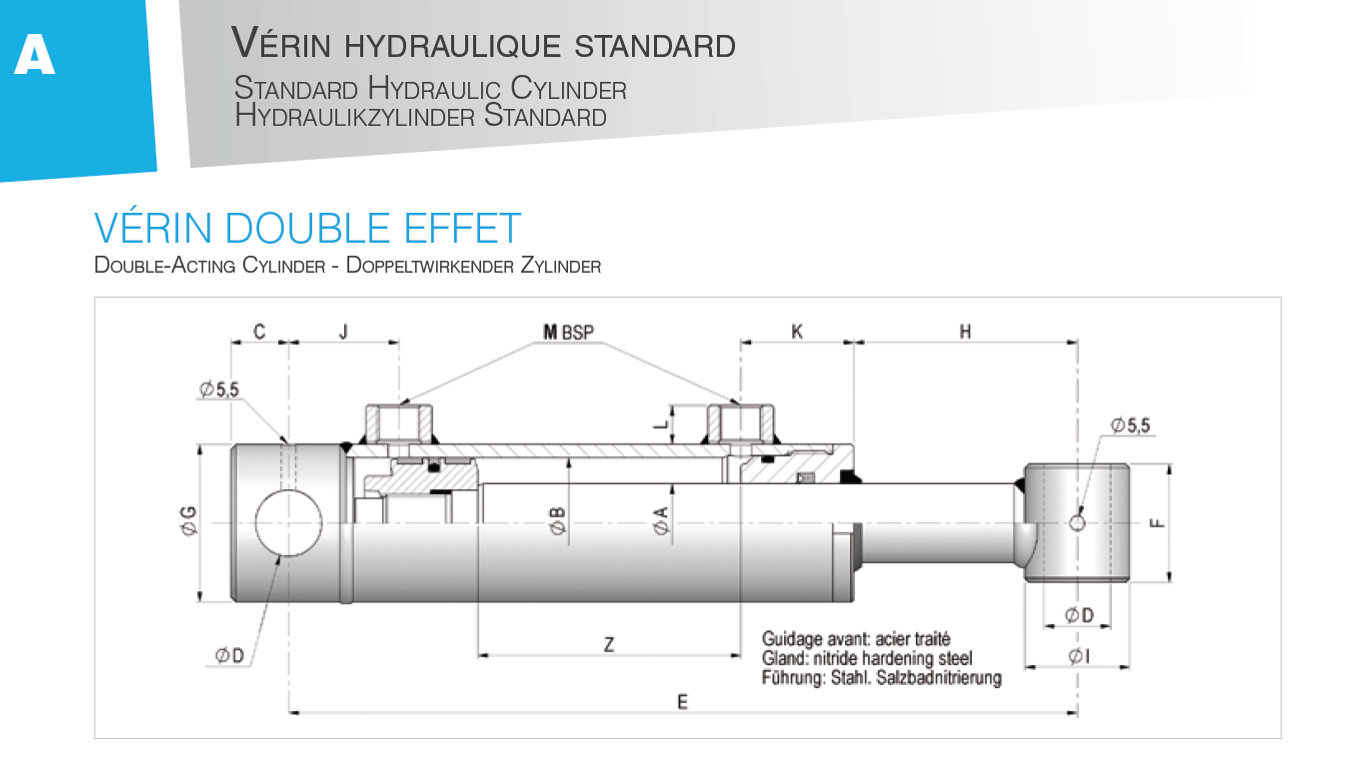 A
VÉRIN HYDRAULIQUE STANDARD
STANDARD HYDRAULIC CYLINDER
HYDRAULIKZYLINDER STANDARD
VÉRIN DOUBLE EFFET
DOUBLE-ACTING CYLINDER - DOPPELTWIRKENDER ZYLINDER
C
J
M BSP
K
H
Ø5,5
L
Ø5,5
ØG
ØB
ØA
F
ØD
ØD
Z
ØI
Guidage avant: acier traité
Gland: nitride hardening steel
Führung: Stahl. Salzbadnitrierung
E